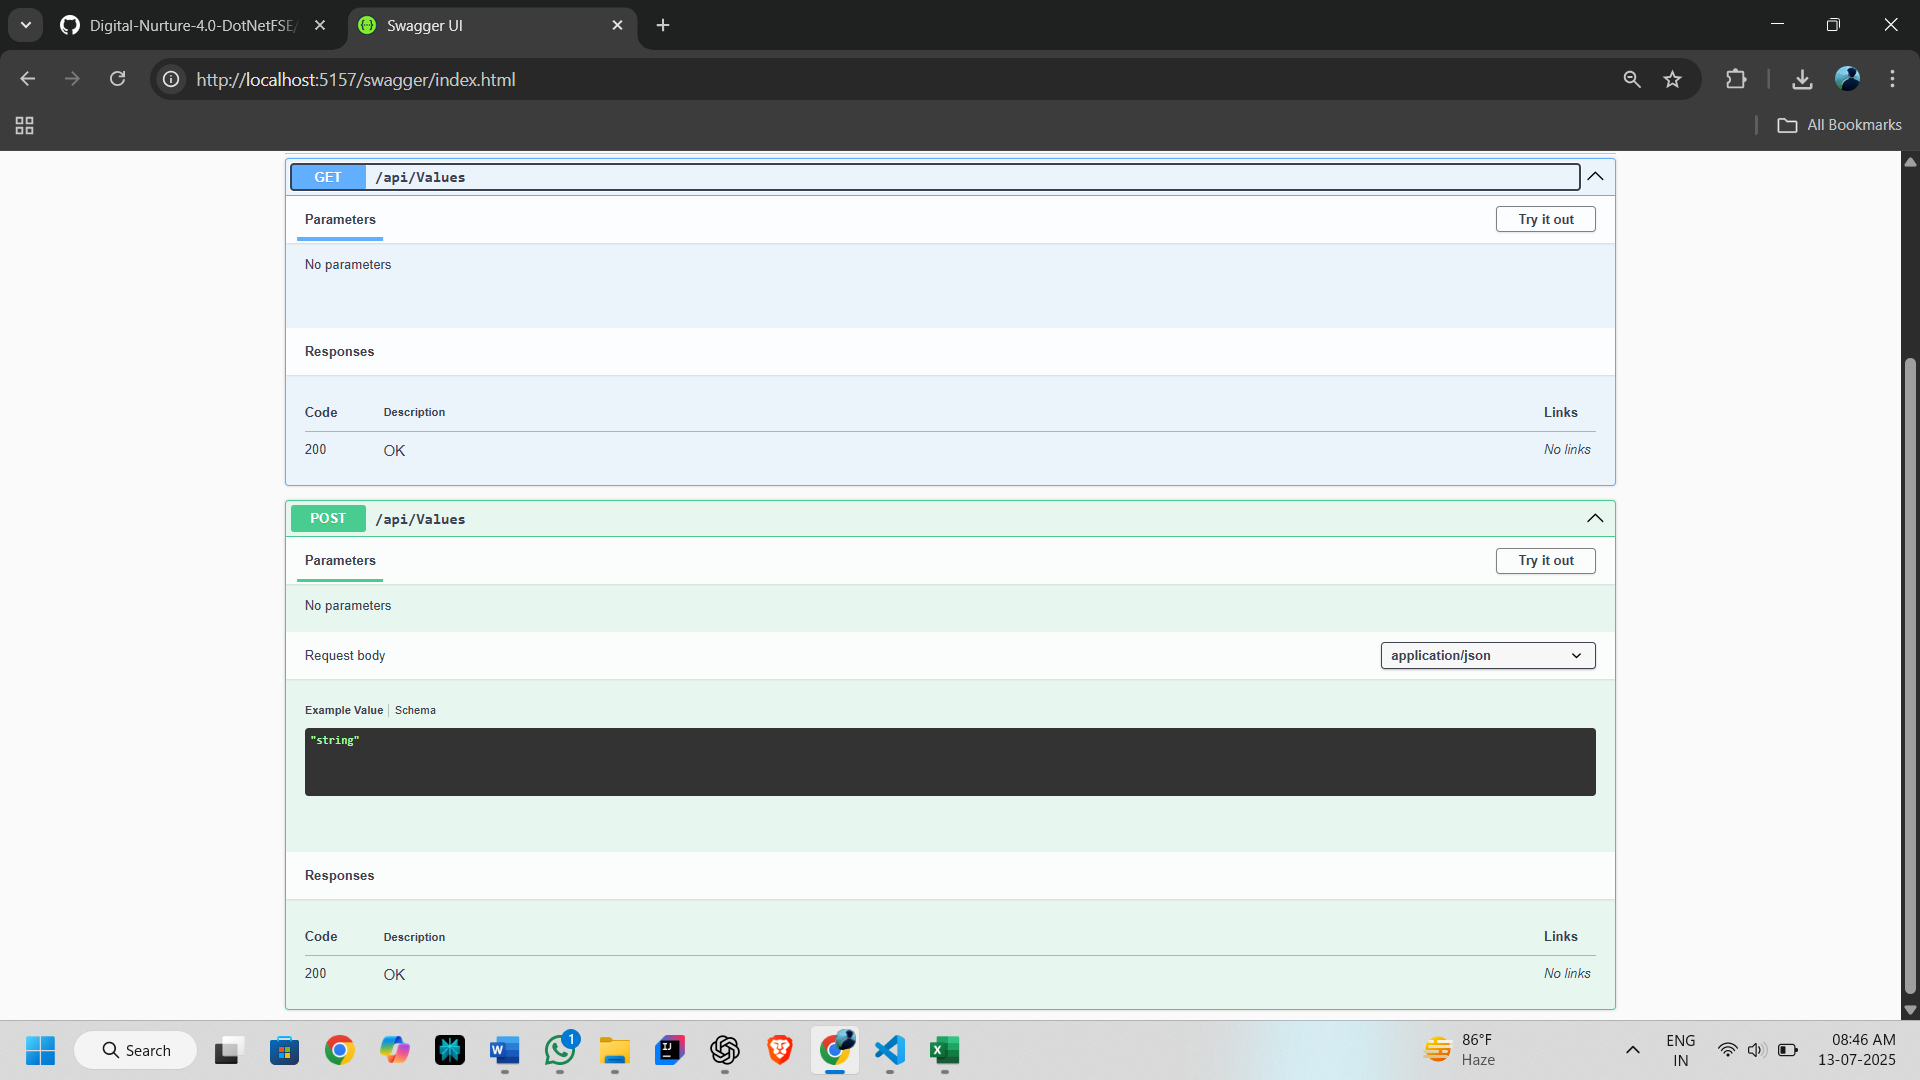 Digital-Nurture-4.0-DotNetFSE/
Swagger UI
http://localhost:5157/swagger/index.html
All Bookmarks
GET /api/Values
Parameters
Try it out
No parameters
Responses
Code Description Links
200 OK No links
POST /api/Values
Parameters
Try it out
No parameters
Request body
application/json
Example Value Schema
"string"
Responses
Code Description Links
200 OK No links
Search
1
86°F
Haze
ENG
IN
08:46 AM
13-07-2025